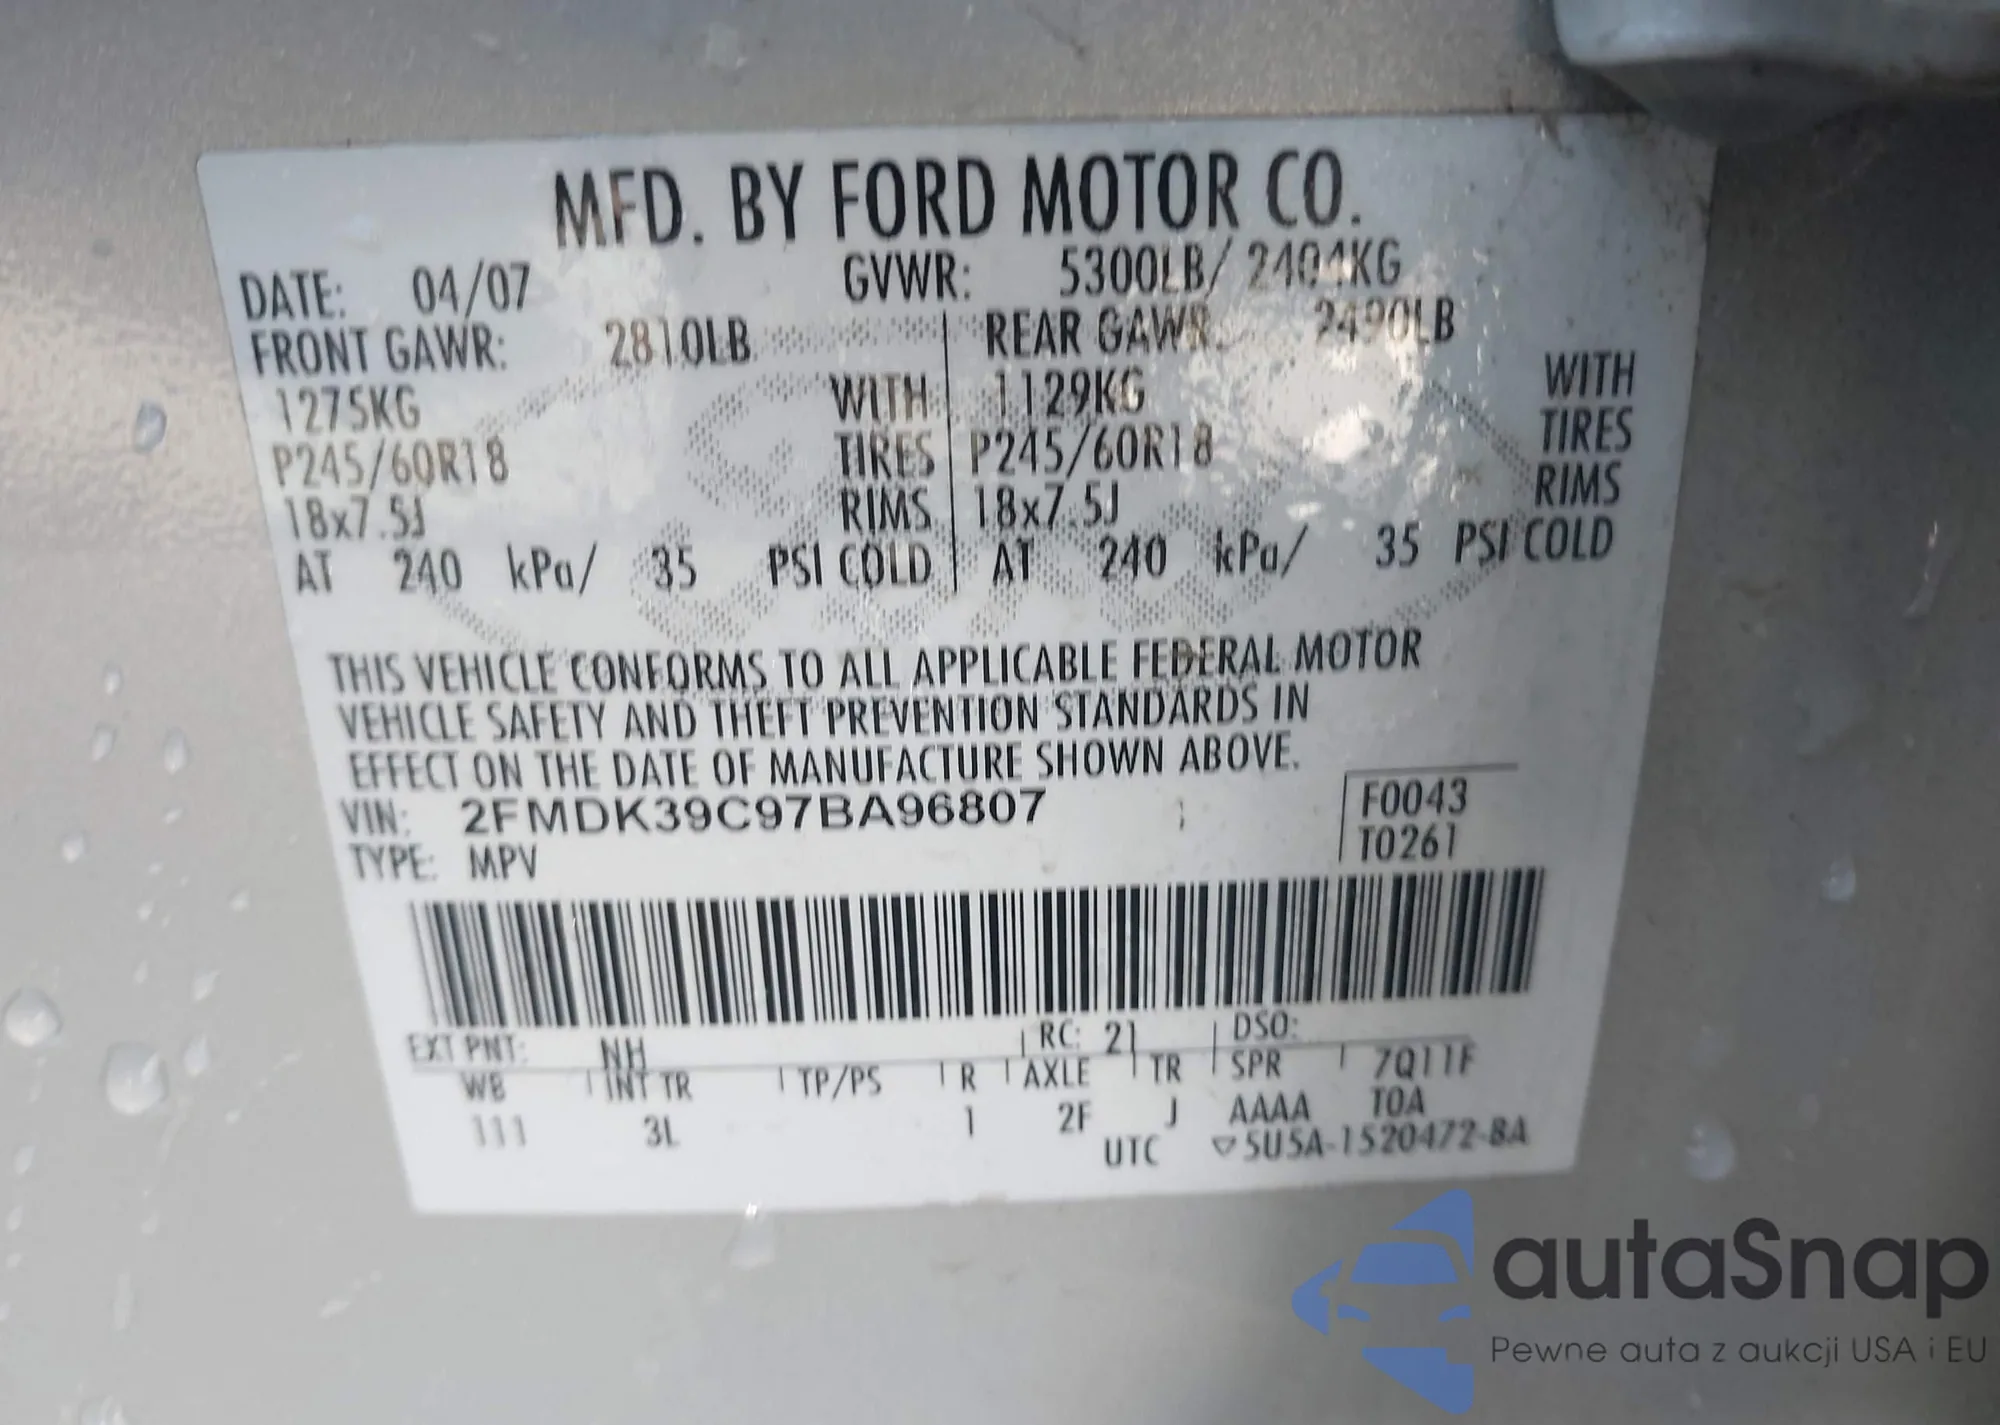 MFD. BY FORD MOTOR CO.
DATE: 04/07 GVWR: 5300LB/ 2404KG
FRONT GAWR: 2810LB REAR GAWR: 2490LB
1275KG WITH 1129KG WITH
P245/60R18 TIRES P245/60R18 TIRES
18x7.5J RIMS 18x7.5J RIMS
AT 240 kPa/ 35 PSI COLD AT 240 kPa/ 35 PSI COLD
THIS VEHICLE CONFORMS TO ALL APPLICABLE FEDERAL MOTOR
VEHICLE SAFETY AND THEFT PREVENTION STANDARDS IN
EFFECT ON THE DATE OF MANUFACTURE SHOWN ABOVE.
VIN: 2FMDK39C97BA96807 F0043
TYPE: MPV T0261
EXT PNT: NH RC: 21 DSO:
WB INT TR TP/PS R AXLE TR SPR 7Q11F
111 3L 1 2F J AAAA TOA
UTC ▽5U5A-1520472-BA
autaSnap
Pewne auta z aukcji USA i EU